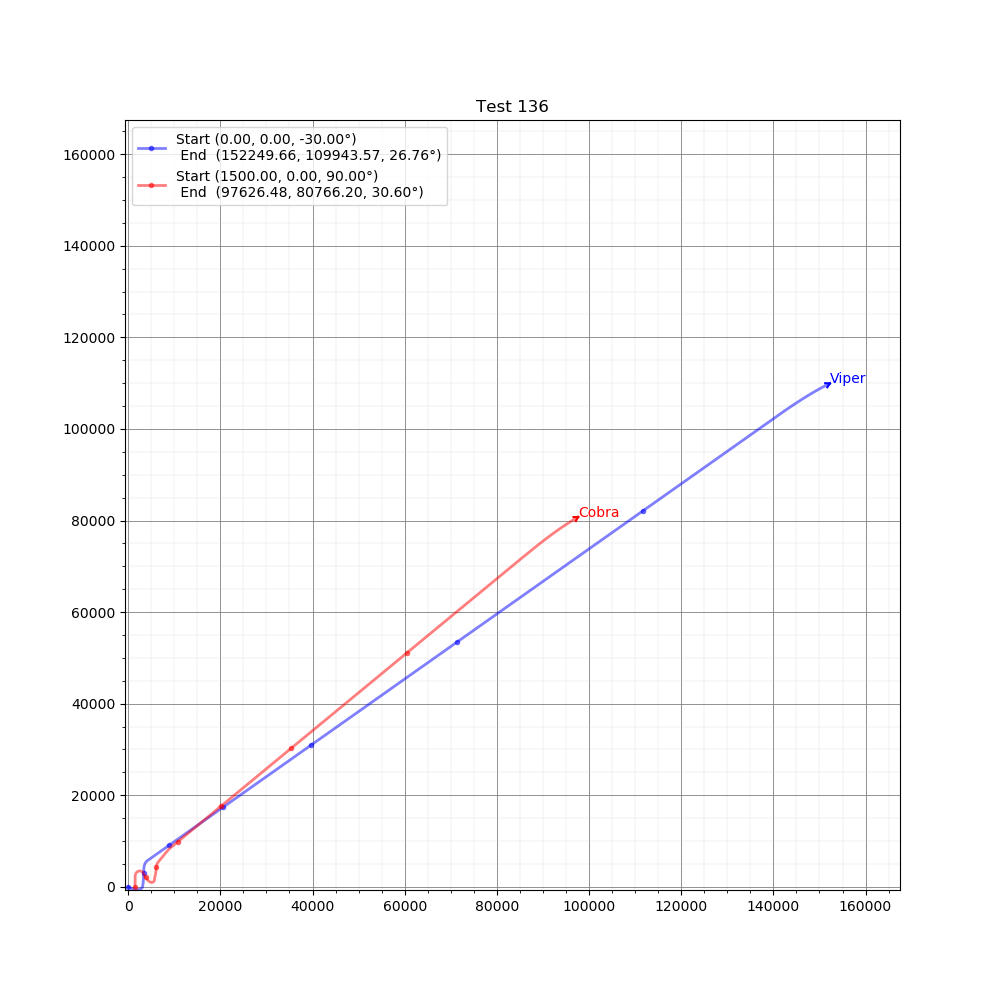 Test 136
Start (0.00, 0.00, -30.00°)
End  (152249.66, 109943.57, 26.76°)
Start (1500.00, 0.00, 90.00°)
End  (97626.48, 80766.20, 30.60°)
160000
140000
120000
100000
80000
60000
40000
20000
0
Viper
Cobra
0 20000 40000 60000 80000 100000 120000 140000 160000